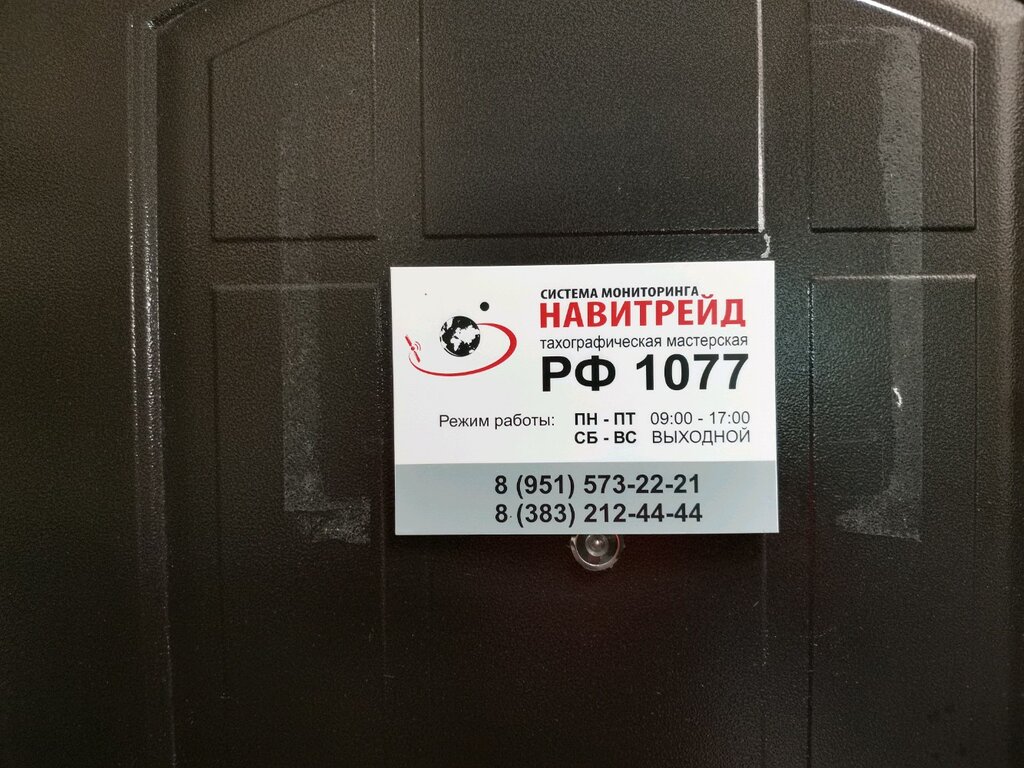 СИСТЕМА МОНИТОРИНГА
НАВИТРЕЙД
тахографическая мастерская
РФ 1077
Режим работы: ПН - ПТ 09:00 - 17:00
СБ - ВС ВЫХОДНОЙ
8 (951) 573-22-21
8 (383) 212-44-44